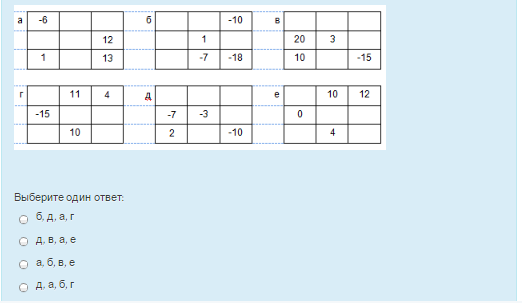 а -6 б -10 в
12 1 20 3
1 13 -7 -18 10 -15
г 11 4 д е 10 12
-15 -7 -3 0
10 2 -10 4
Выберите один ответ:
б, д, а, г
д, в, а, е
а, б, в, е
д, а, б, г